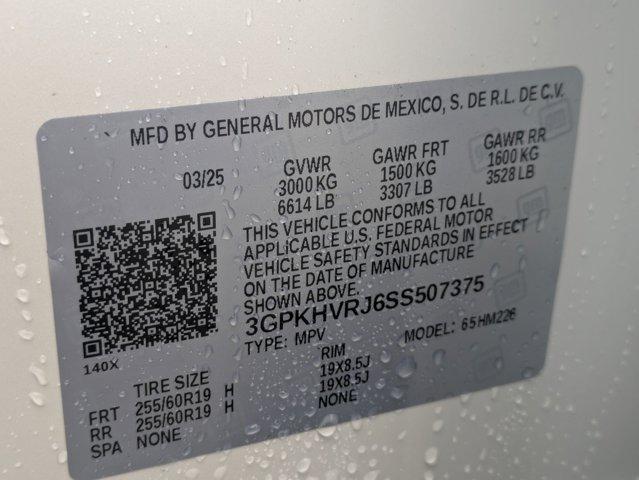 MFD BY GENERAL MOTORS DE MEXICO, S. DE R.L. DE C.V.
03/25 GVWR GAWR FRT GAWR RR
3000 KG 1500 KG 1600 KG
6614 LB 3307 LB 3528 LB
THIS VEHICLE CONFORMS TO ALL
APPLICABLE U.S. FEDERAL MOTOR
VEHICLE SAFETY STANDARDS IN EFFECT
ON THE DATE OF MANUFACTURE
SHOWN ABOVE.
3GPKHVRJ6SS507375
TYPE: MPV MODEL: 65HM226
140X
TIRE SIZE RIM
FRT 255/60R19 H 19X8.5J
RR 255/60R19 H 19X8.5J
SPA NONE NONE